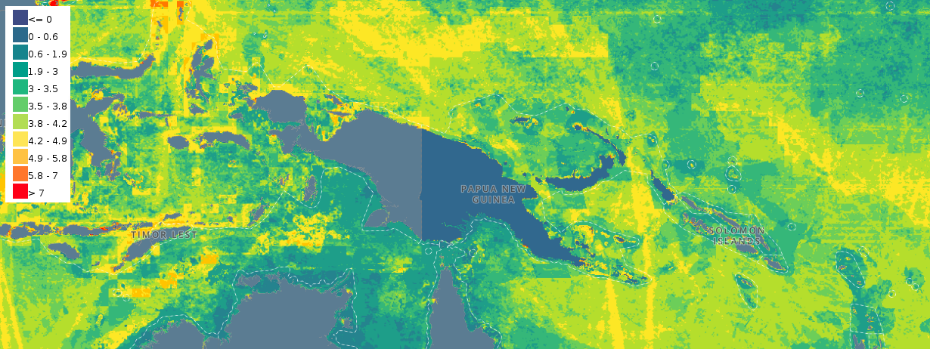 <= 0
0 - 0.6
0.6 - 1.9
1.9 - 3
3 - 3.5
3.5 - 3.8
3.8 - 4.2
4.2 - 4.9
4.9 - 5.8
5.8 - 7
> 7
PAPUA NEW
GUINEA
TIMOR-LEST
SOLOMON
ISLANDS